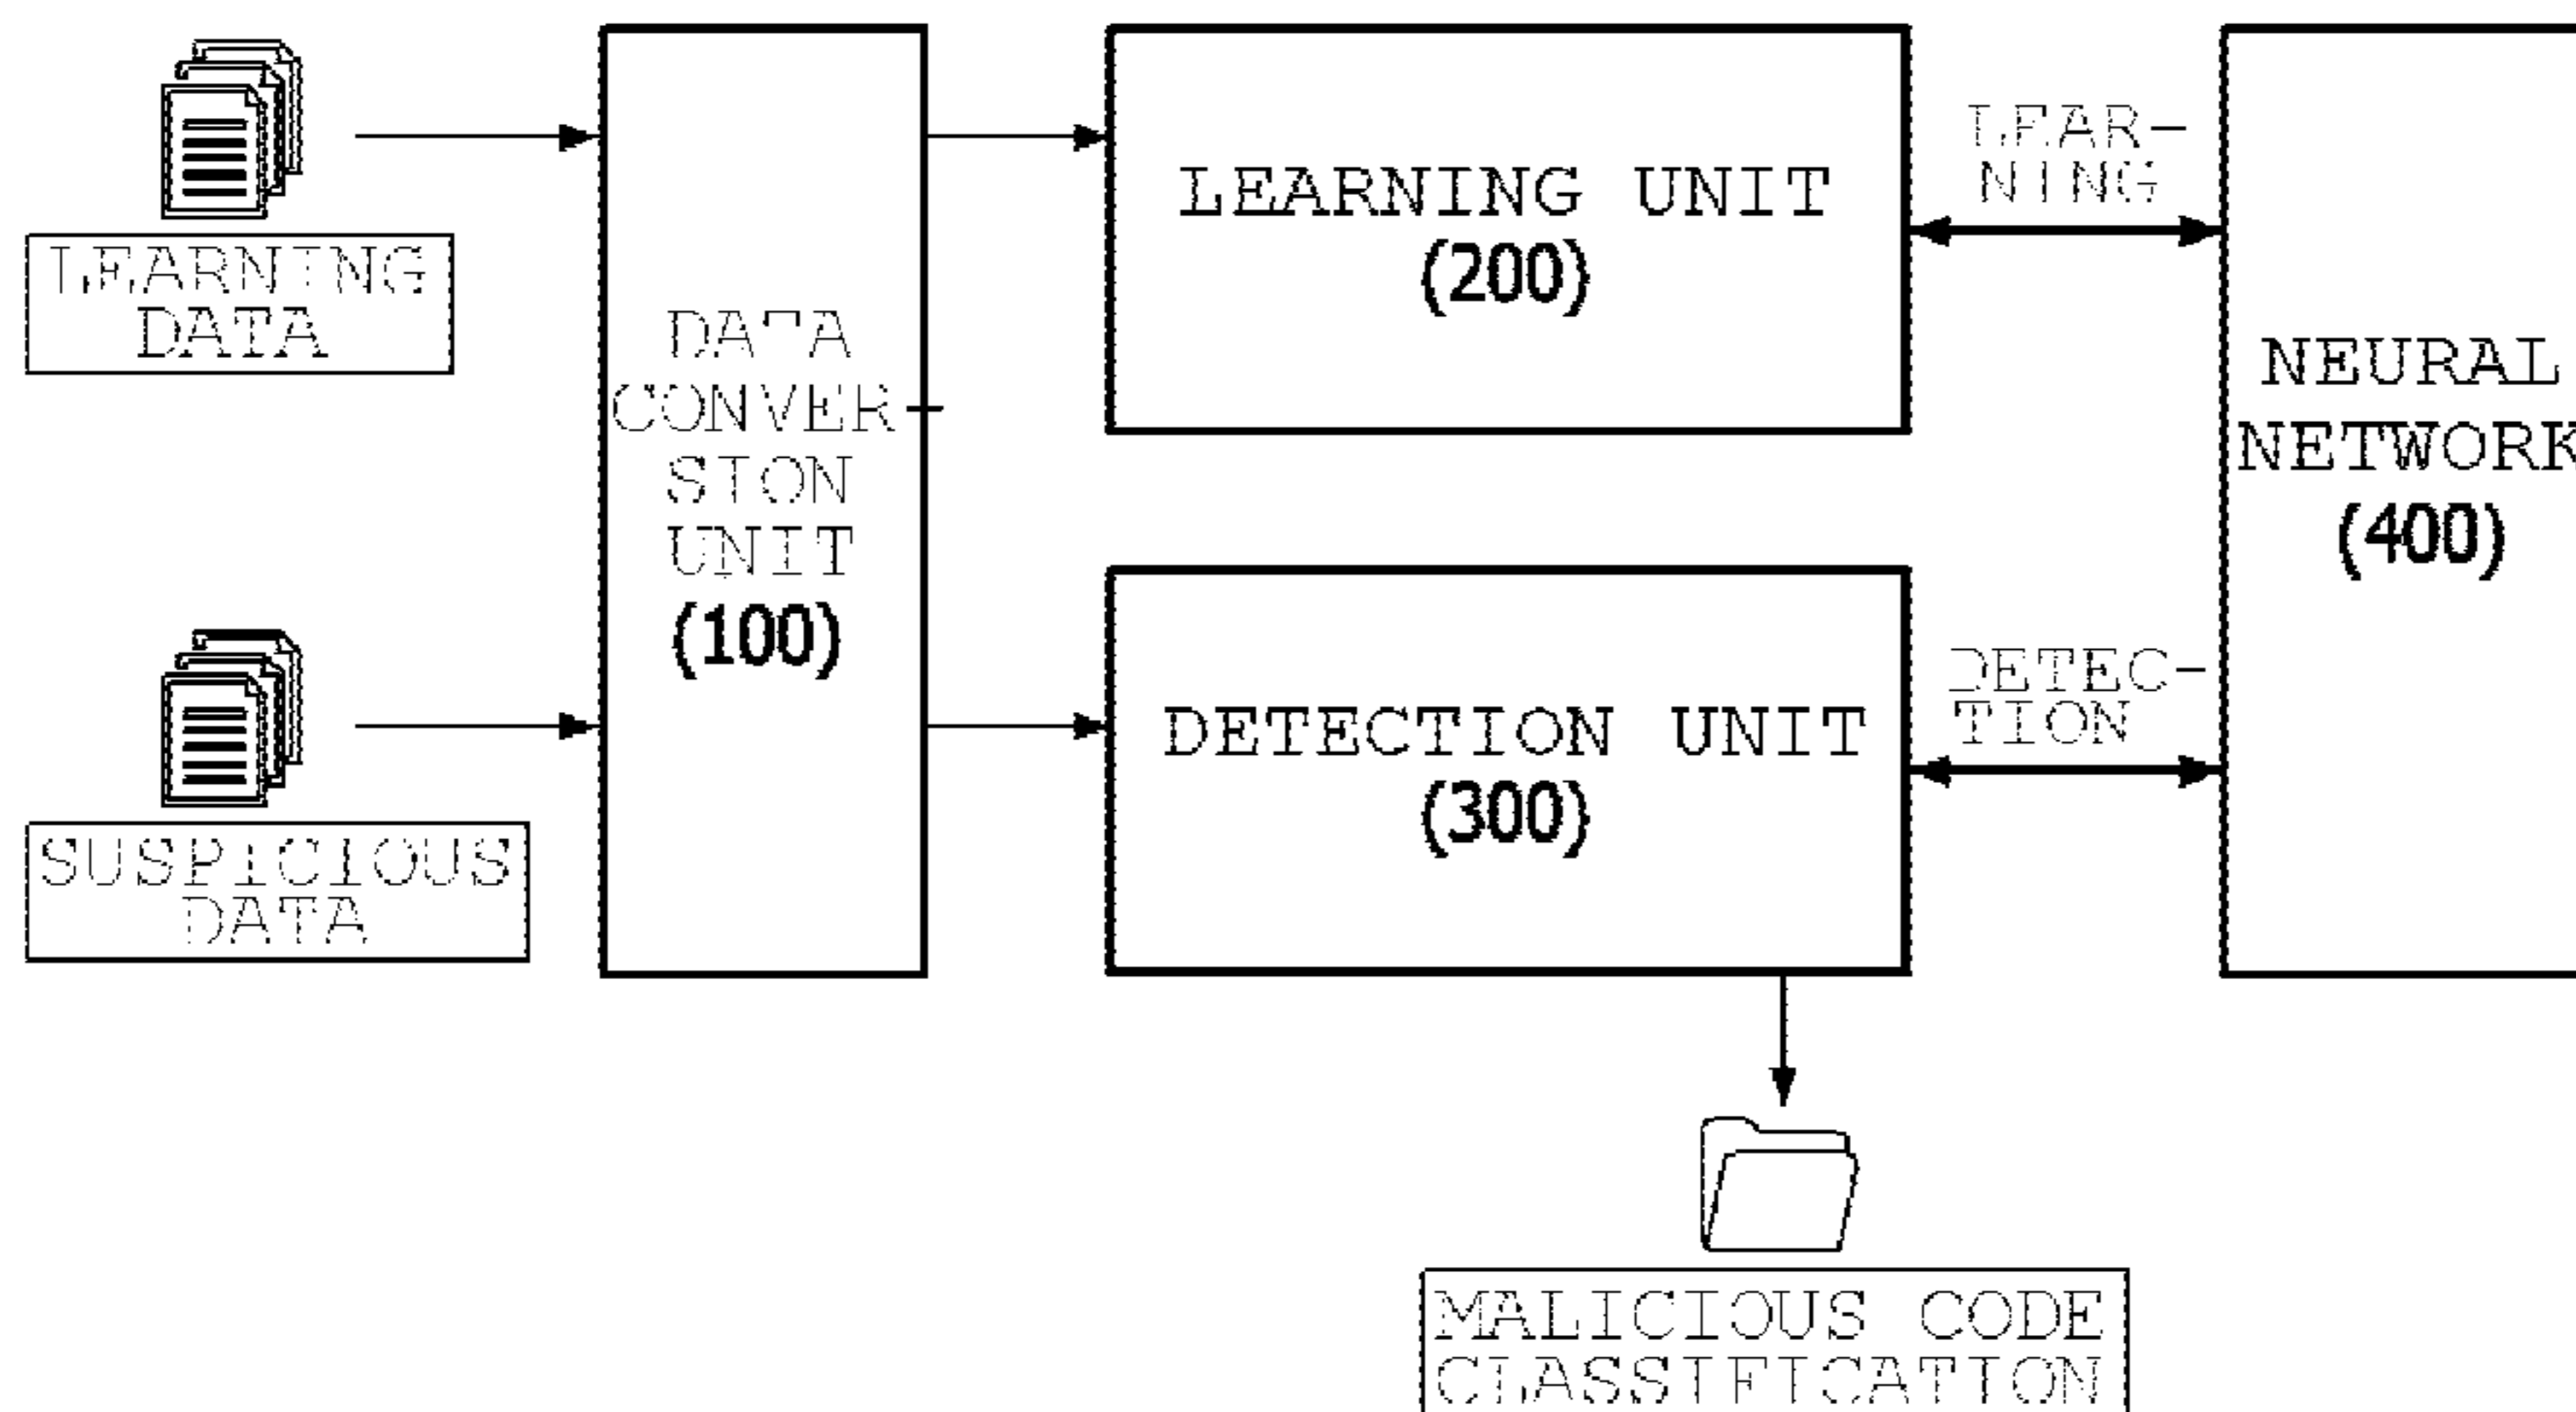 LEARNING
DATA
SUSPICIOUS
DATA
DATA
CONVER-
SION
UNIT
(100)
LEARNING UNIT
(200)
DETECTION UNIT
(300)
LEAR-
NING
DETEC-
TION
NEURAL
NETWORK
(400)
MALICIOUS CODE
CLASSIFICATION